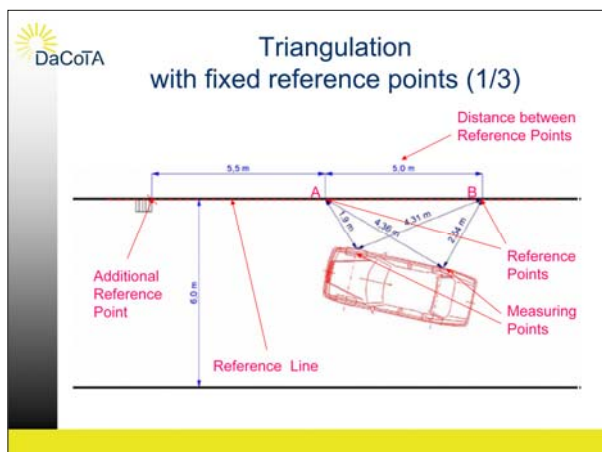 DaCoTA
Triangulation
with fixed reference points (1/3)
Distance between
Reference Points
5,5 m
5.0 m
A
B
1.9 m
4.36 m
4.31 m
2.54 m
6.0 m
Additional
Reference
Point
Reference
Points
Measuring
Points
Reference Line